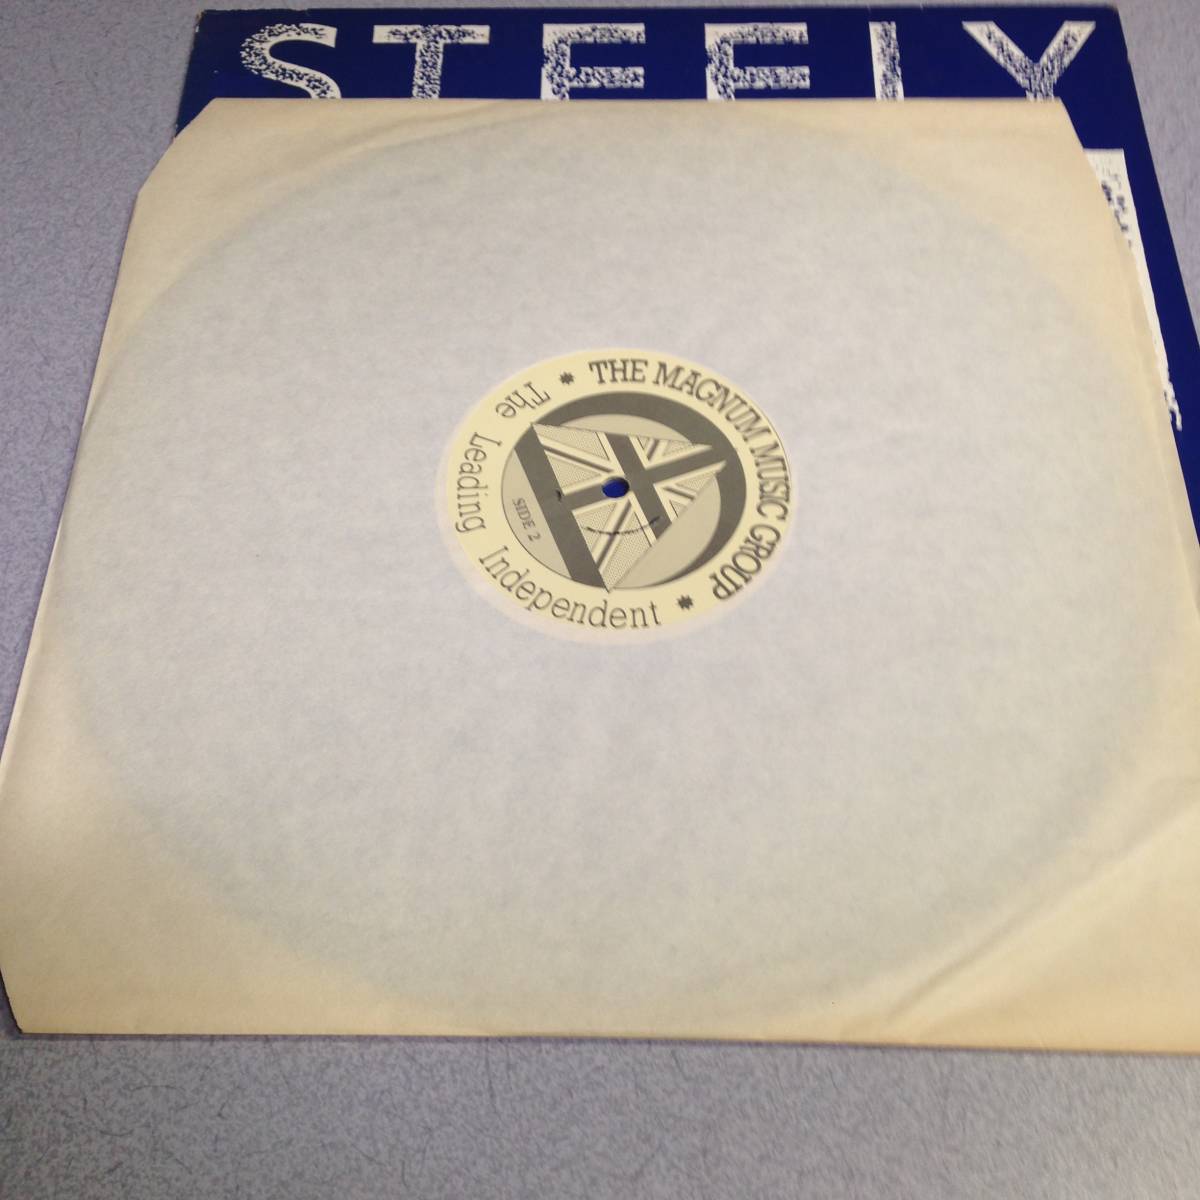 STEELY
THE MAGNUM MUSIC GROUP
The Leading Independent
SIDE 2